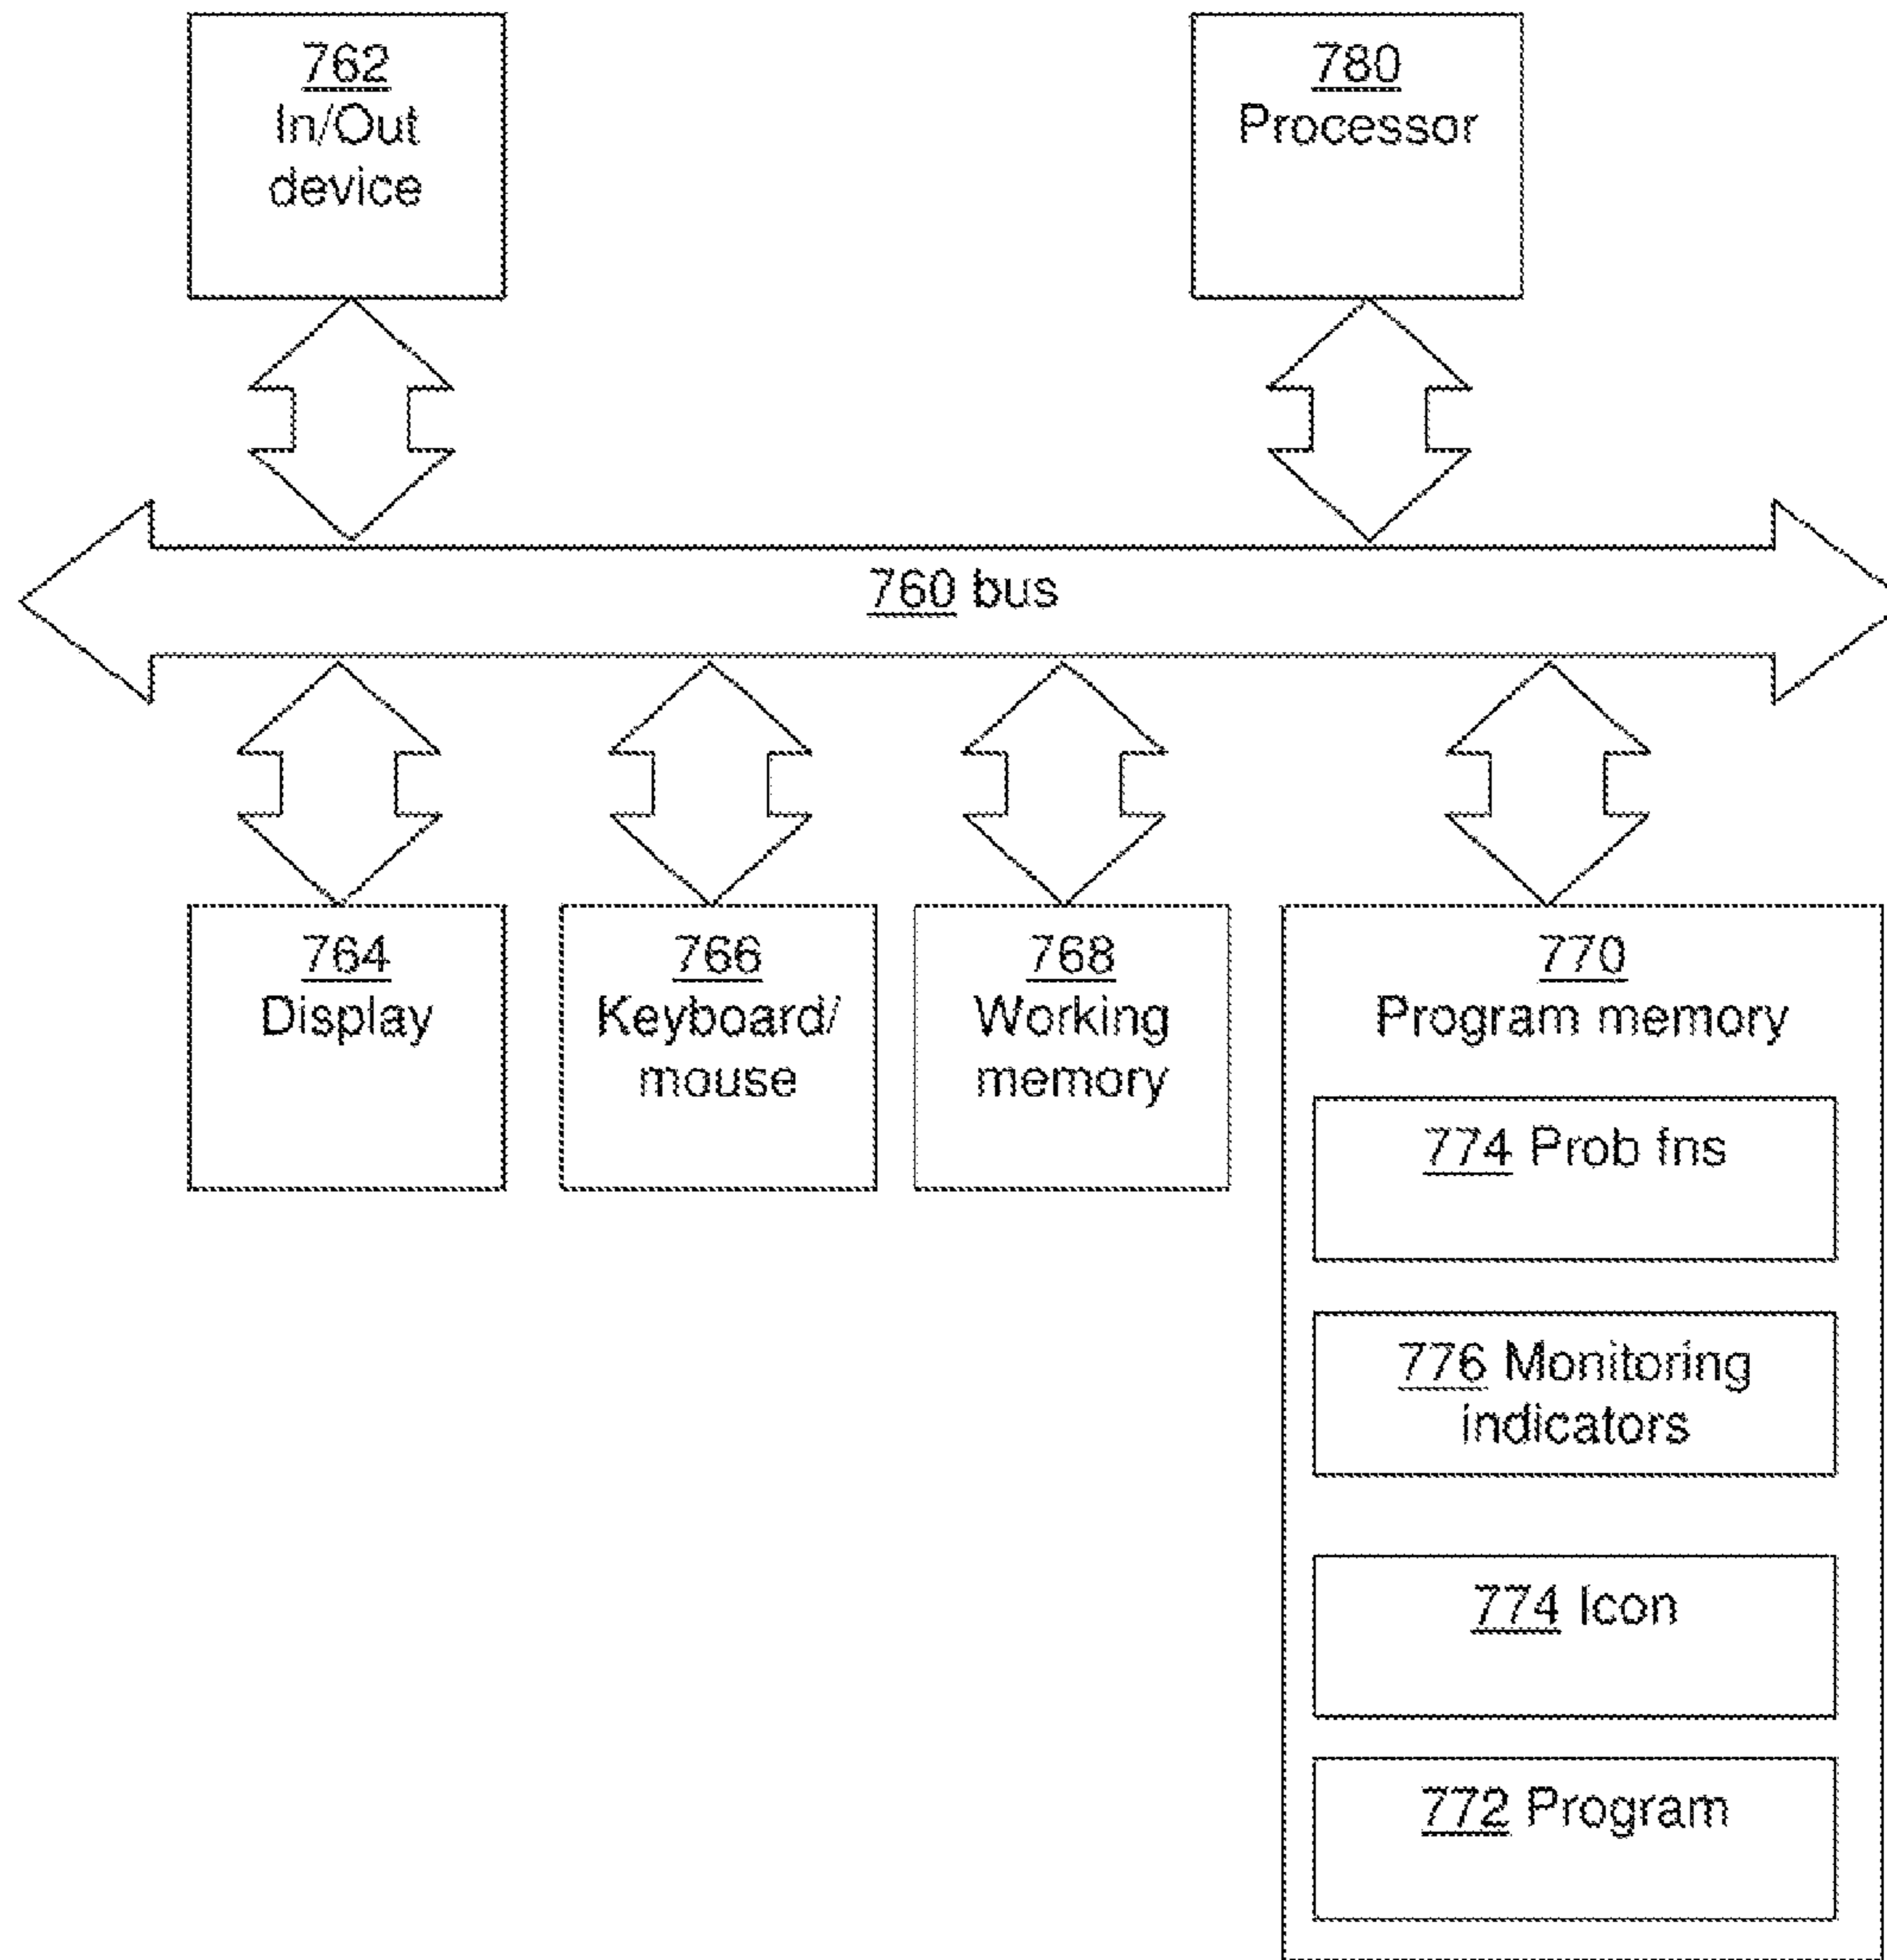 762
In/Out
device
780
Processor
760 bus
764
Display
766
Keyboard/
mouse
768
Working
memory
770
Program memory
774 Prob fns
776 Monitoring
indicators
774 Icon
772 Program